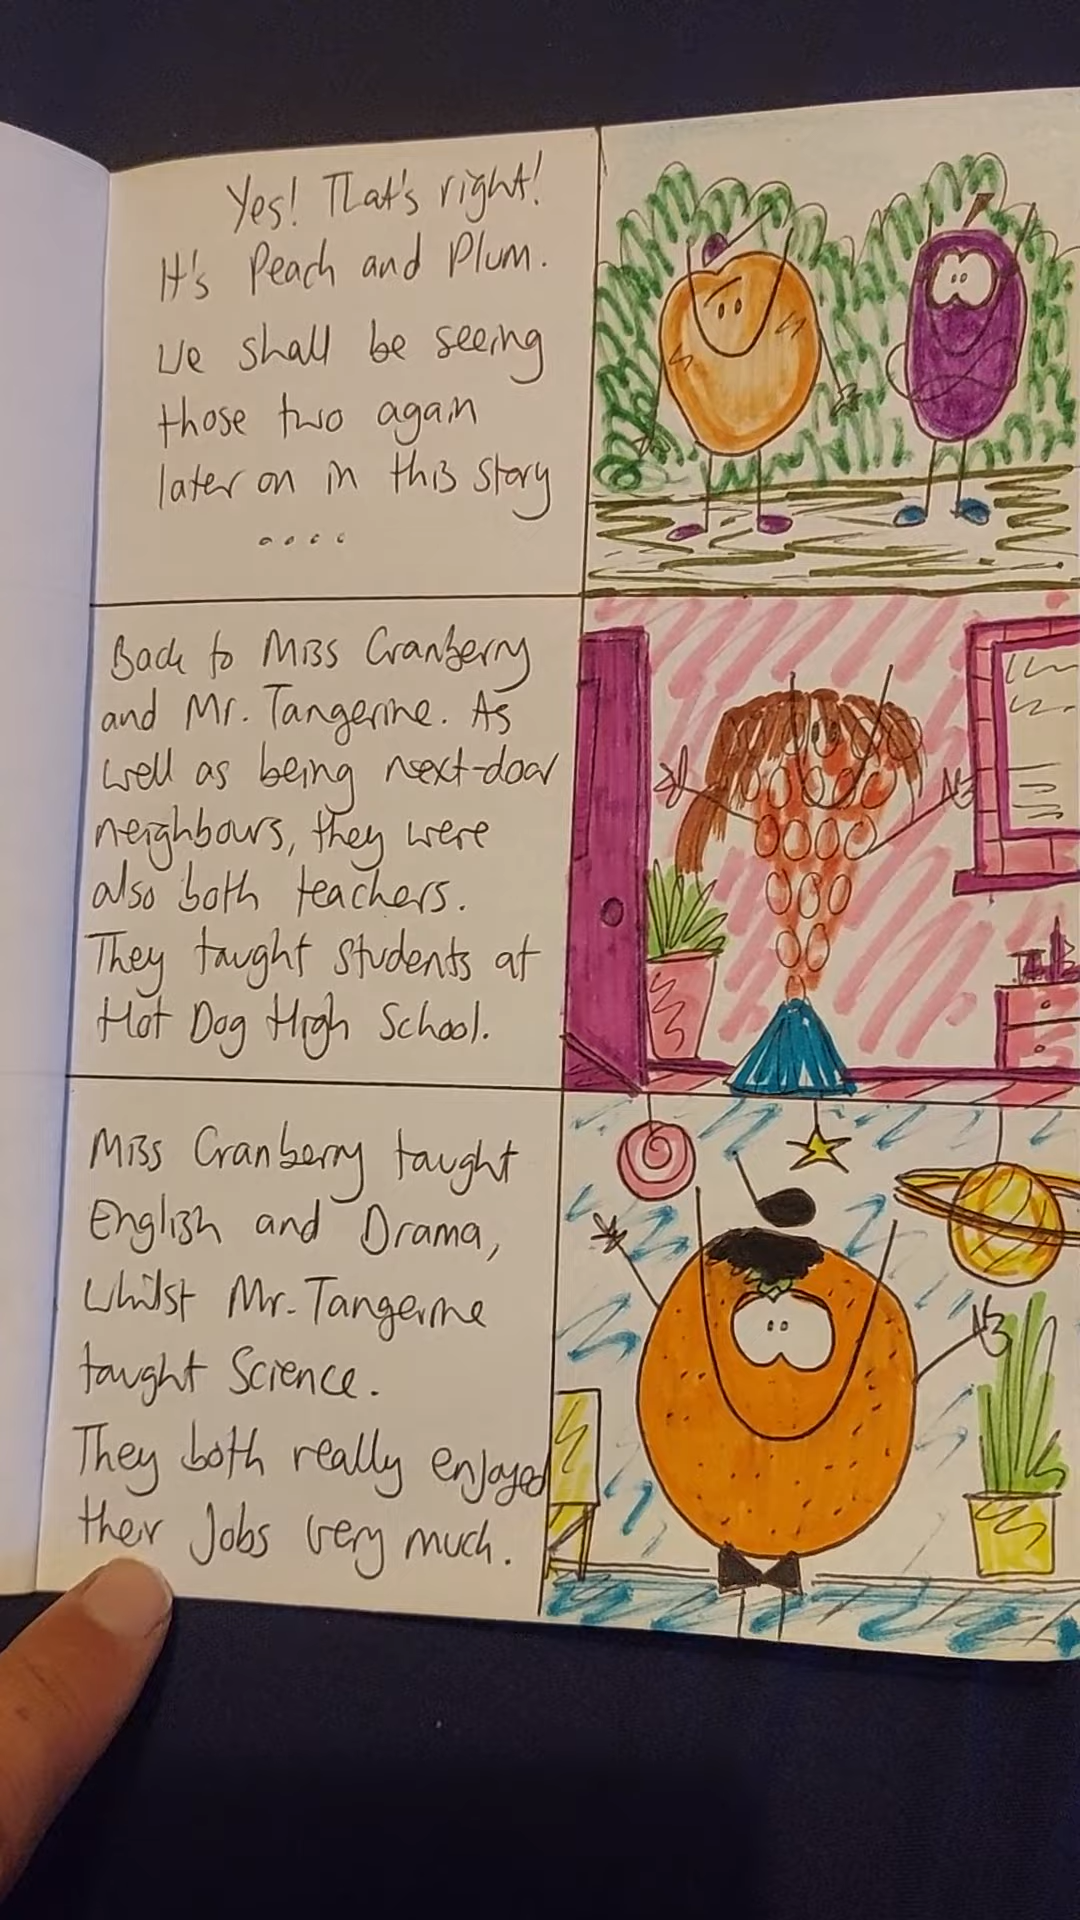 Yes! That's right!
It's Peach and Plum.
We shall be seeing
those two again
later on in this story
....
Back to Miss Cranberry
and Mr. Tangerine. As
well as being next-door
neighbours, they were
also both teachers.
They taught students at
Hot Dog High School.
Miss Cranberry taught
English and Drama,
whilst Mr. Tangerine
taught Science.
They both really enjoyed
their jobs very much.